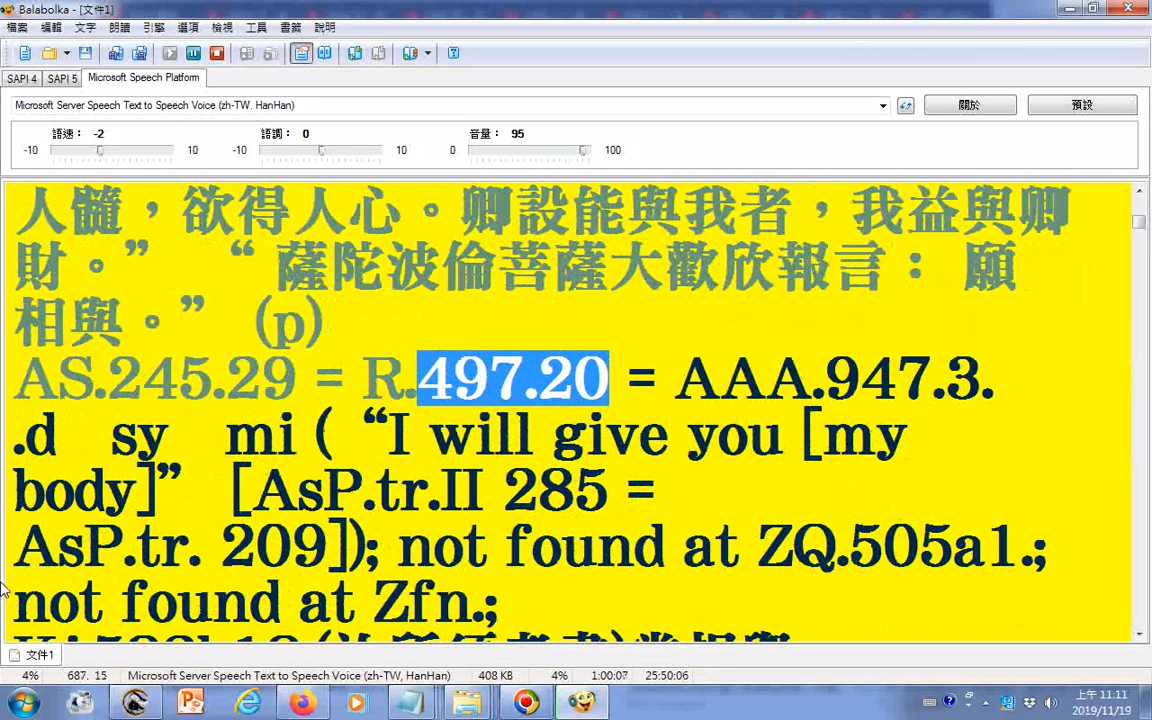 Balabolka - [文件1]
檔案 編輯 文字 朗讀 引擎 選項 檢視 工具 書籤 說明
SAPI 4 SAPI 5 Microsoft Speech Platform
Microsoft Server Speech Text to Speech Voice (zh-TW, HanHan) 關於 預設
語速： -2 語調： 0 音量： 95
-10 10 -10 10 0 100
人髓，欲得人心。卿設能與我者，我益與卿
財。” “ 薩陀波倫菩薩大歡欣報言： 願
相與。” (p)
AS.245.29 = R.497.20 = AAA.947.3.
.d sy mi ( “I will give you [my
body]” [AsP.tr.II 285 =
AsP.tr. 209]); not found at ZQ.505a1.;
not found at Zfn.;
文件1
4% 687. 15 Microsoft Server Speech Text to Speech Voice (zh-TW, HanHan) 408 KB 4% 1:00:07 25:50:06
上午 11:11
2019/11/19